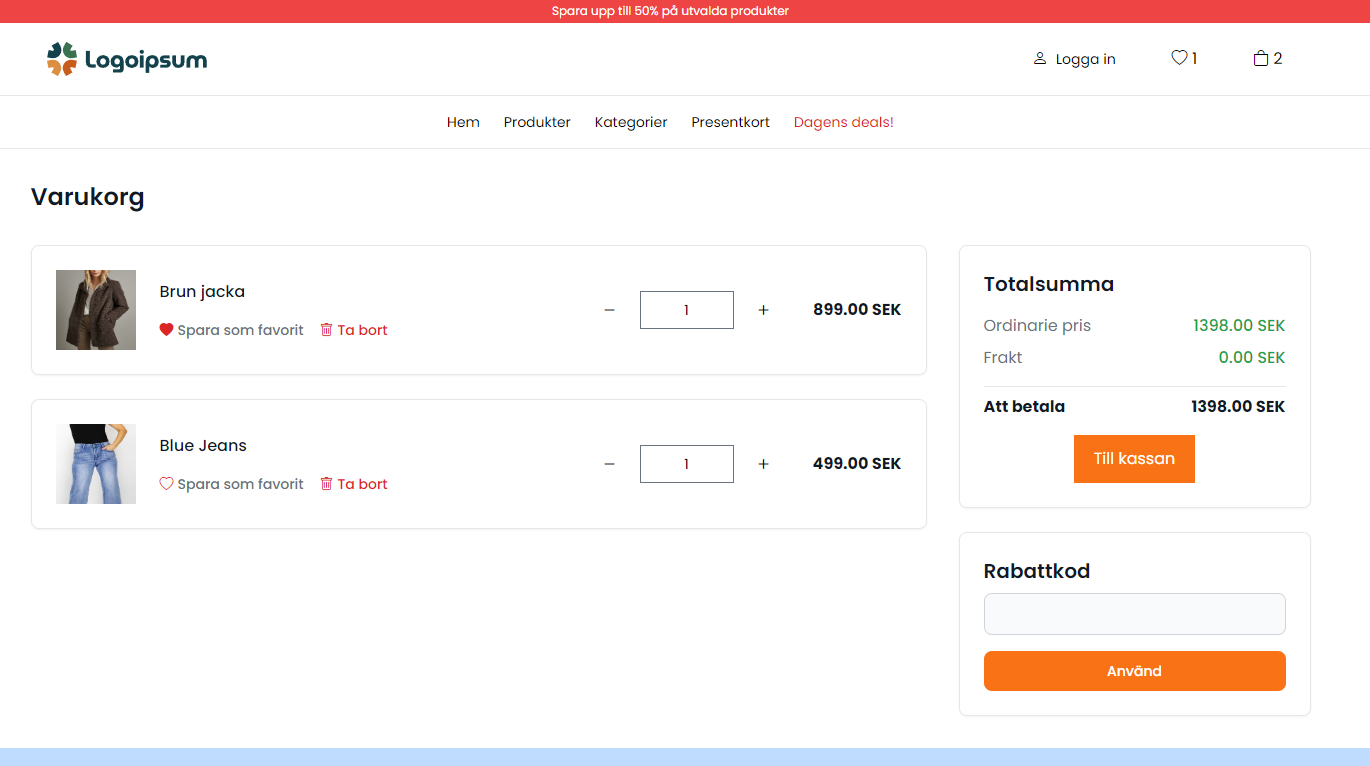 Spara upp till 50% på utvalda produkter
Logoipsum
Logga in
1
2
Hem Produkter Kategorier Presentkort Dagens deals!
Varukorg
Brun jacka
Spara som favorit Ta bort
− 1 + 899.00 SEK
Blue Jeans
Spara som favorit Ta bort
− 1 + 499.00 SEK
Totalsumma
Ordinarie pris 1398.00 SEK
Frakt 0.00 SEK
Att betala 1398.00 SEK
Till kassan
Rabattkod
Använd